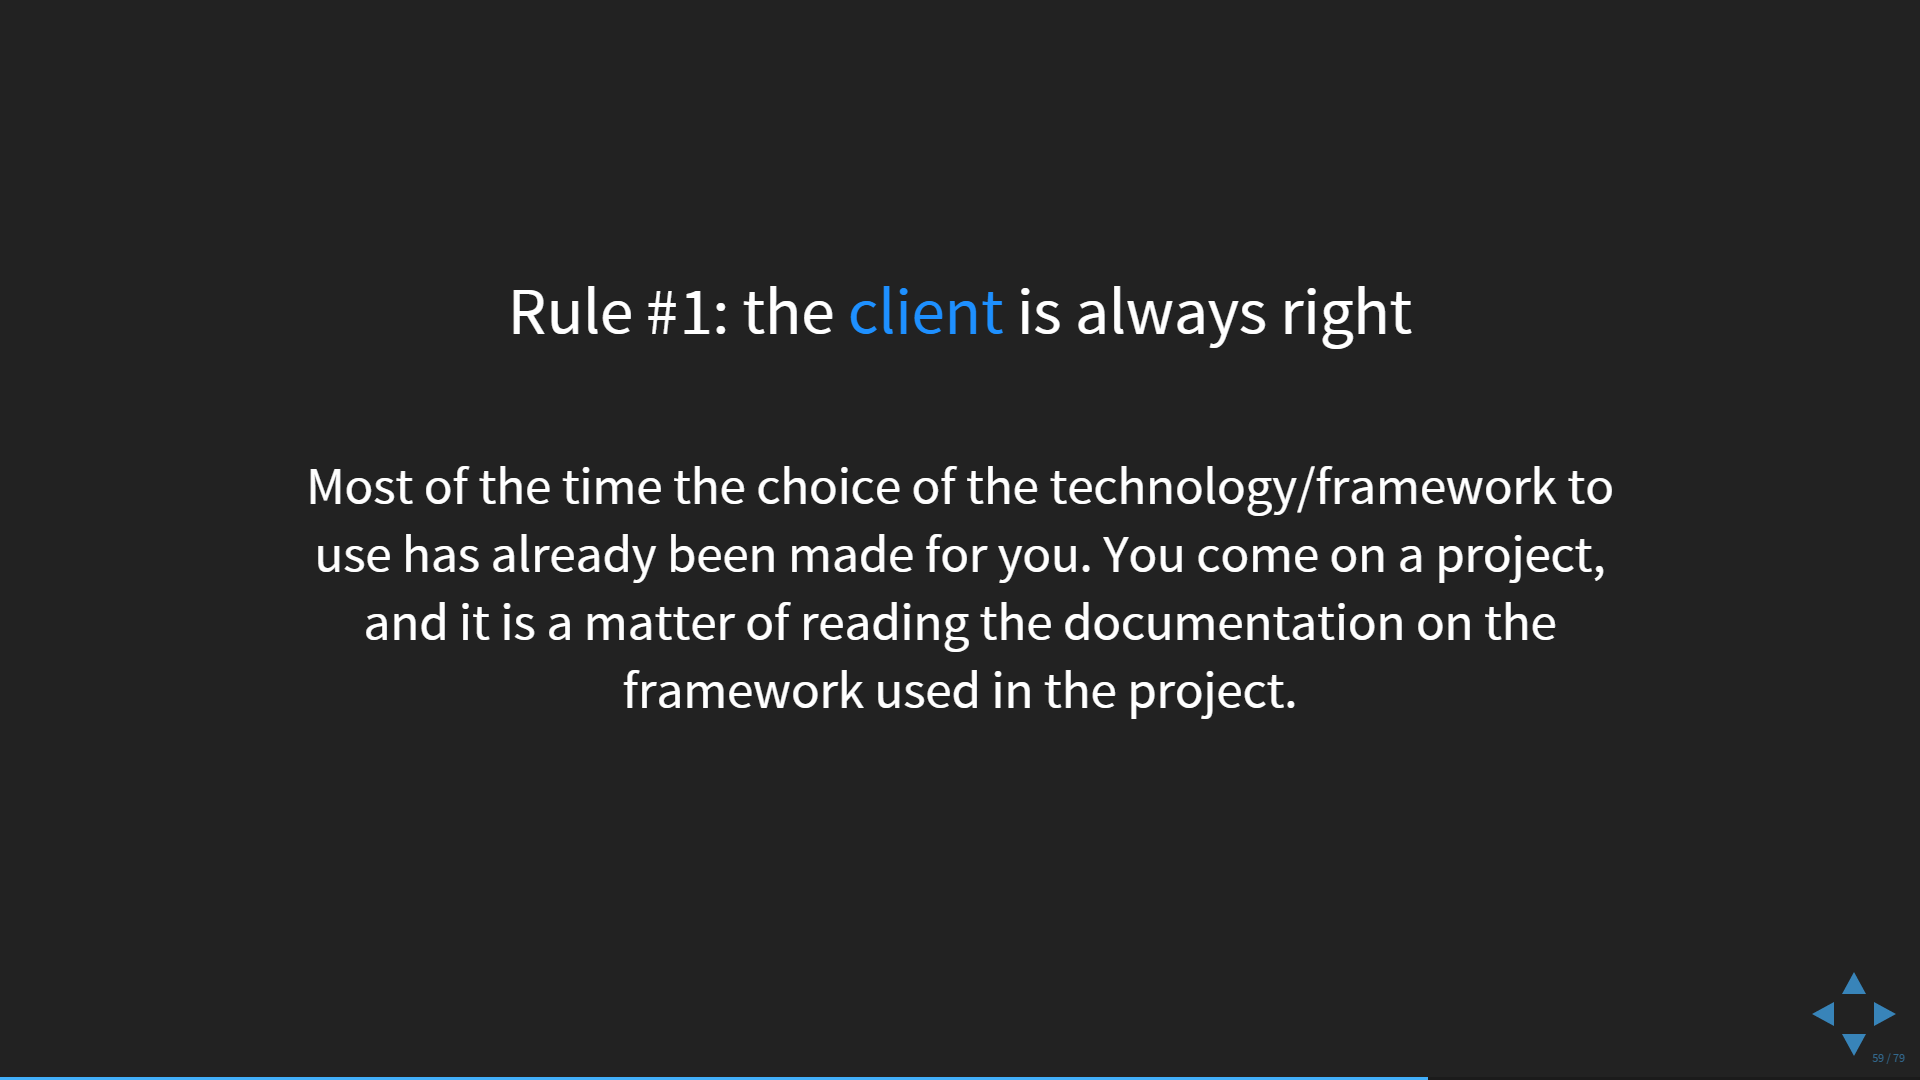 Rule #1: the client is always right
Most of the time the choice of the technology/framework to
use has already been made for you. You come on a project,
and it is a matter of reading the documentation on the
framework used in the project.
59 / 79